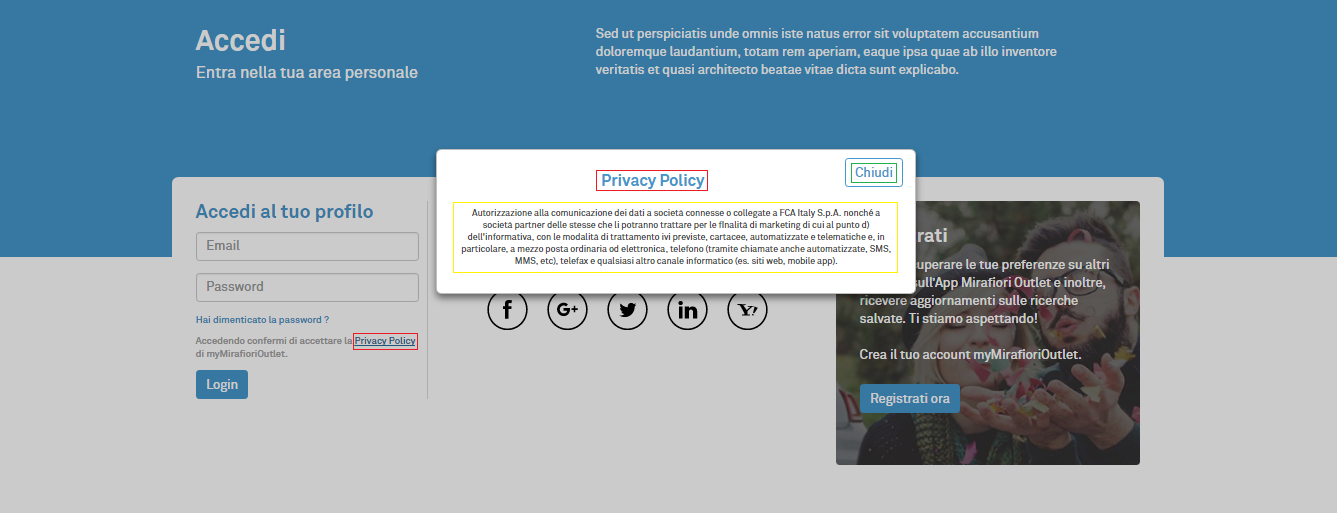 Accedi
Entra nella tua area personale
Sed ut perspiciatis unde omnis iste natus error sit voluptatem accusantium
doloremque laudantium, totam rem aperiam, eaque ipsa quae ab illo inventore
veritatis et quasi architecto beatae vitae dicta sunt explicabo.
Privacy Policy
Chiudi
Autorizzazione alla comunicazione dei dati a società connesse o collegate a FCA Italy S.p.A. nonché a
società partner delle stesse che li potranno trattare per le finalità di marketing di cui al punto d)
dell'informativa, con le modalità di trattamento ivi previste, cartacee, automatizzate e telematiche e, in
particolare, a mezzo posta ordinaria od elettronica, telefono (tramite chiamate anche automatizzate, SMS,
MMS, etc), telefax e qualsiasi altro canale informatico (es. siti web, mobile app).
Accedi al tuo profilo
Email
Password
Hai dimenticato la password ?
Accedendo confermi di accettare la Privacy Policy
di myMirafioriOutlet.
Login
f
G+
in
Y!
rati
uperare le tue preferenze su altri
sull'App Mirafiori Outlet e inoltre,
ricevere aggiornamenti sulle ricerche
salvate. Ti stiamo aspettando!
Crea il tuo account myMirafioriOutlet.
Registrati ora